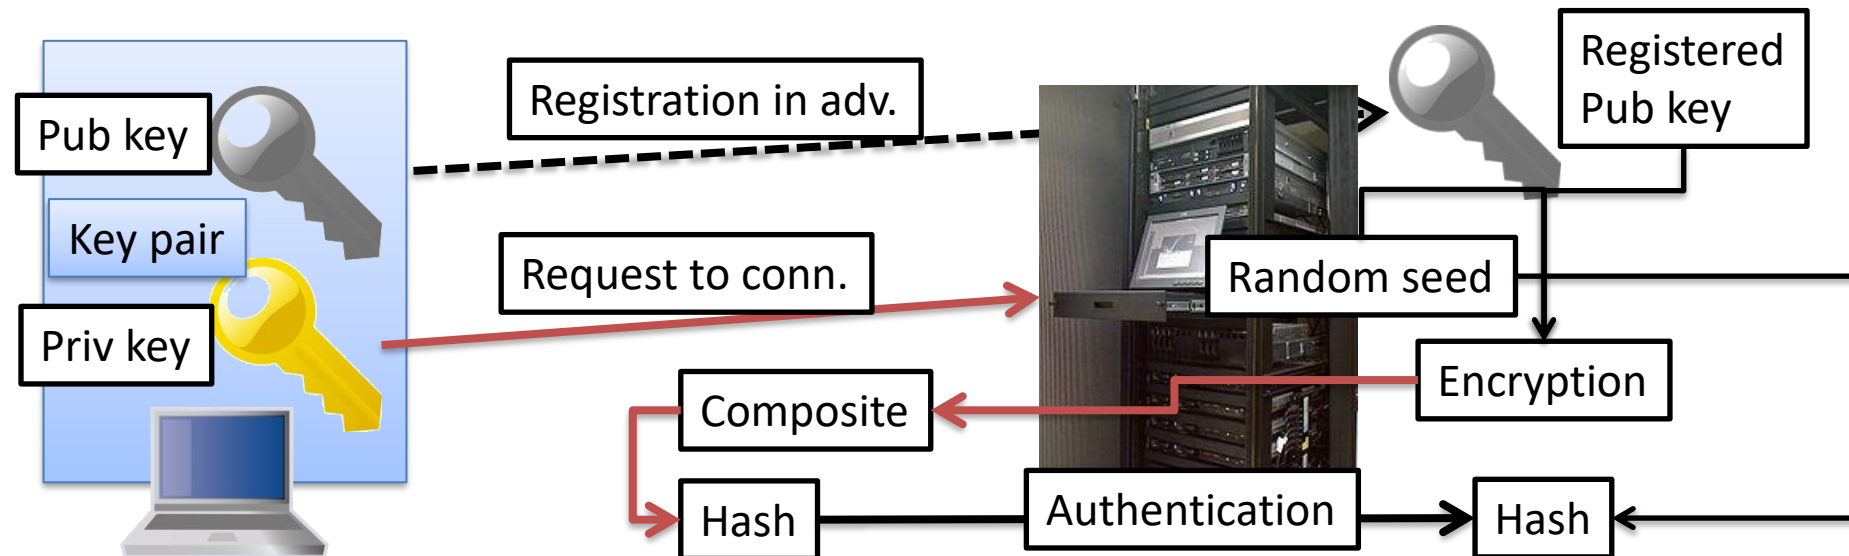 Pub key
Key pair
Priv key
Registration in adv.
Request to conn.
Registered
Pub key
Random seed
Encryption
Composite
Hash
Authentication
Hash